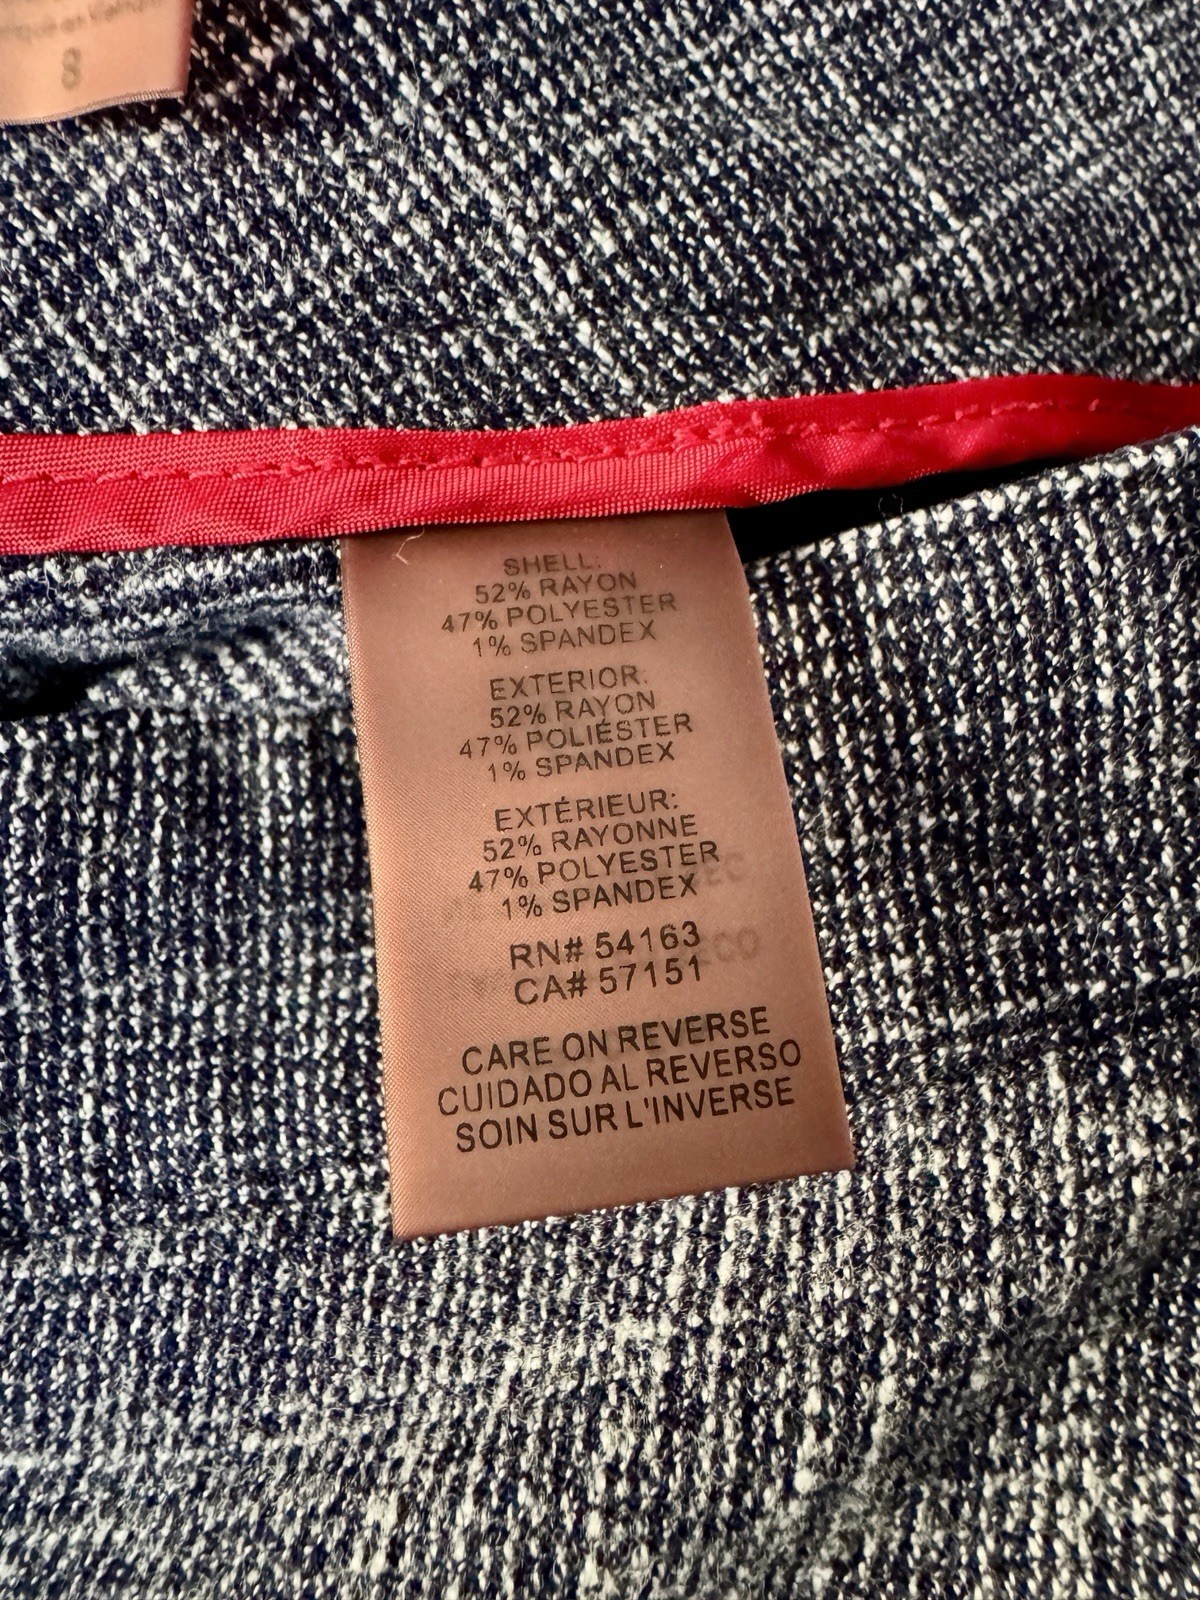 8
SHELL:
52% RAYON
47% POLYESTER
1% SPANDEX
EXTERIOR:
52% RAYON
47% POLIÉSTER
1% SPANDEX
EXTÉRIEUR:
52% RAYONNE
47% POLYESTER
1% SPANDEX
RN# 54163
CA# 57151
CARE ON REVERSE
CUIDADO AL REVERSO
SOIN SUR L'INVERSE